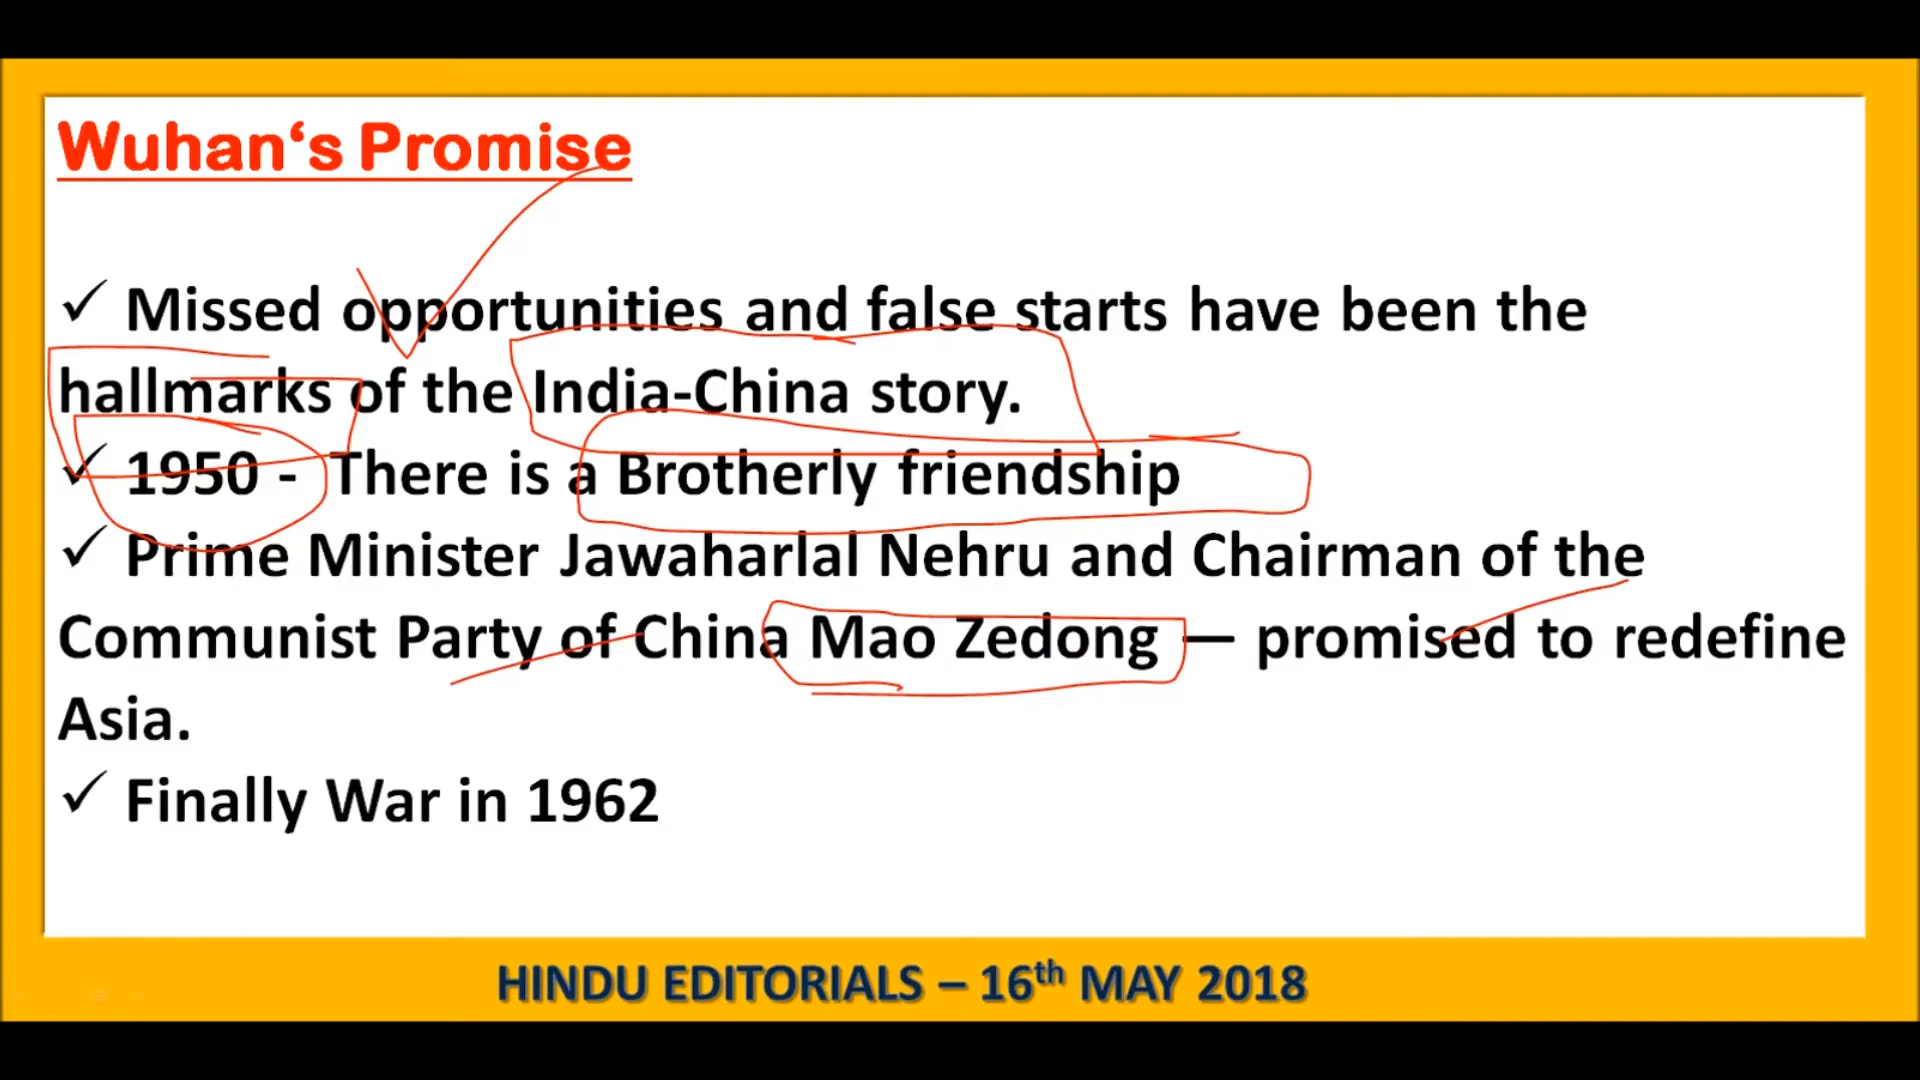 Wuhan‘s Promise
✓ Missed opportunities and false starts have been the
hallmarks of the India-China story.
✓ 1950 - There is a Brotherly friendship
✓ Prime Minister Jawaharlal Nehru and Chairman of the
Communist Party of China Mao Zedong — promised to redefine
Asia.
✓ Finally War in 1962
HINDU EDITORIALS – 16th MAY 2018